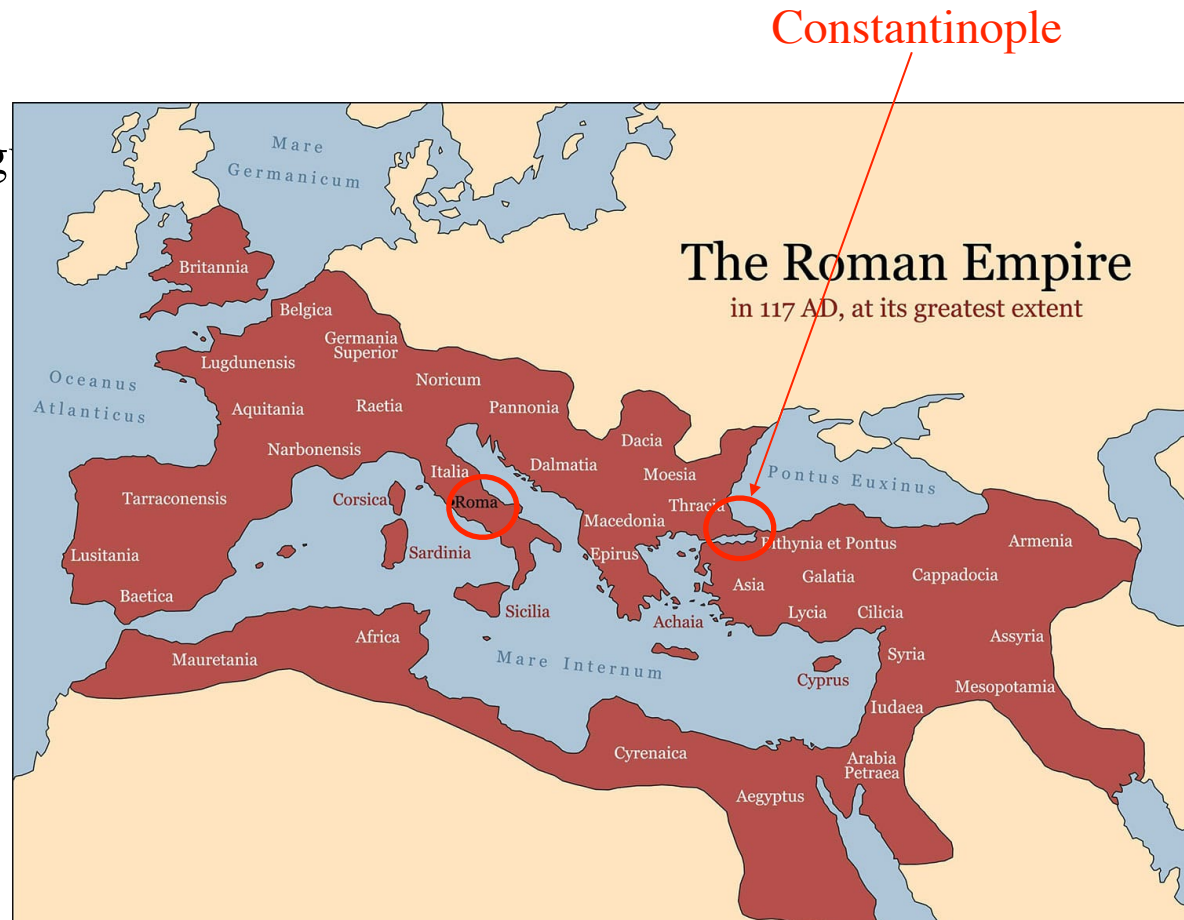 Constantinople
g
Mare
Germanicum
The Roman Empire
in 117 AD, at its greatest extent
Britannia
Belgica
Germania
Superior
Lugdunensis
Oceanus
Atlanticus
Noricum
Aquitania
Raetia
Pannonia
Narbonensis
Dacia
Italia
Dalmatia
Moesia
Pontus Euxinus
Tarraconensis
Corsica
Roma
Thracia
Macedonia
Lusitania
Sardinia
Epirus
Bithynia et Pontus
Armenia
Asia
Galatia
Cappadocia
Baetica
Sicilia
Achaia
Lycia
Cilicia
Africa
Assyria
Mauretania
Mare Internum
Syria
Cyprus
Mesopotamia
Iudaea
Cyrenaica
Arabia
Petraea
Aegyptus